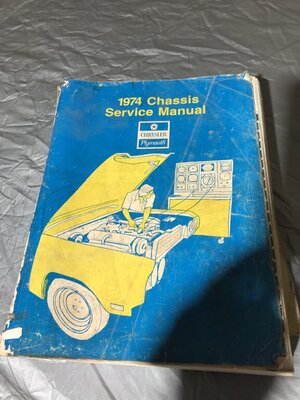 1974 Chassis
Service Manual
CHRYSLER
Plymouth